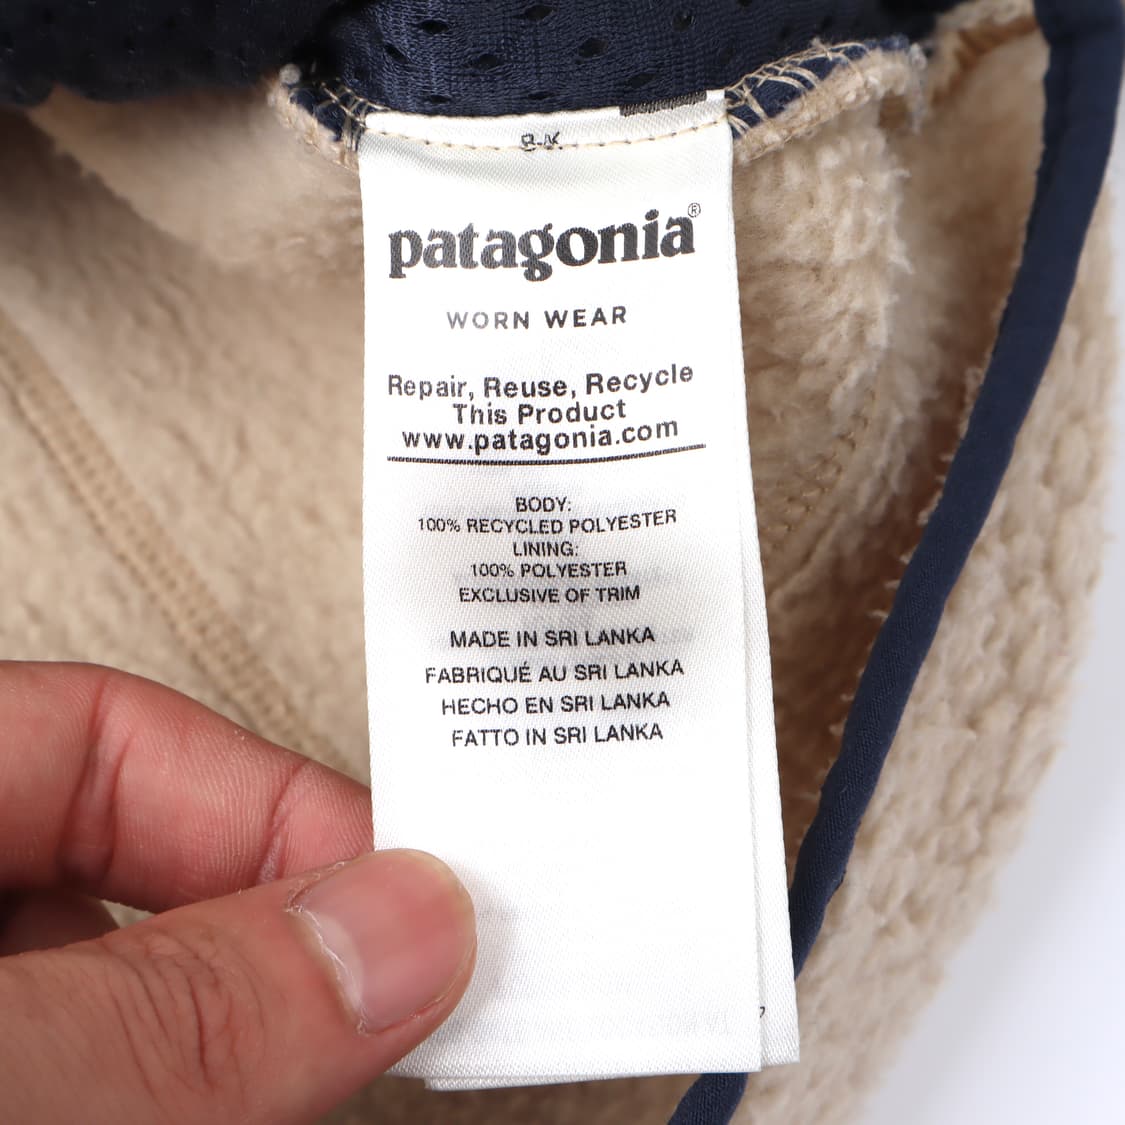 patagonia®
WORN WEAR
Repair, Reuse, Recycle
This Product
www.patagonia.com
BODY:
100% RECYCLED POLYESTER
LINING:
100% POLYESTER
EXCLUSIVE OF TRIM
MADE IN SRI LANKA
FABRIQUÉ AU SRI LANKA
HECHO EN SRI LANKA
FATTO IN SRI LANKA